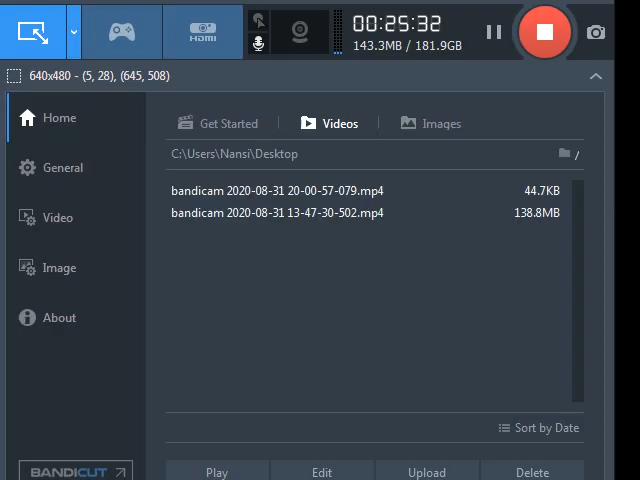 HDMI
00:25:32
143.3MB / 181.9GB
640x480 - (5, 28), (645, 508)
Home
General
Video
Image
About
BANDICUT
Get Started
Videos
Images
C:\Users\Nansi\Desktop
/
bandicam 2020-08-31 20-00-57-079.mp4 44.7KB
bandicam 2020-08-31 13-47-30-502.mp4 138.8MB
Sort by Date
Play Edit Upload Delete